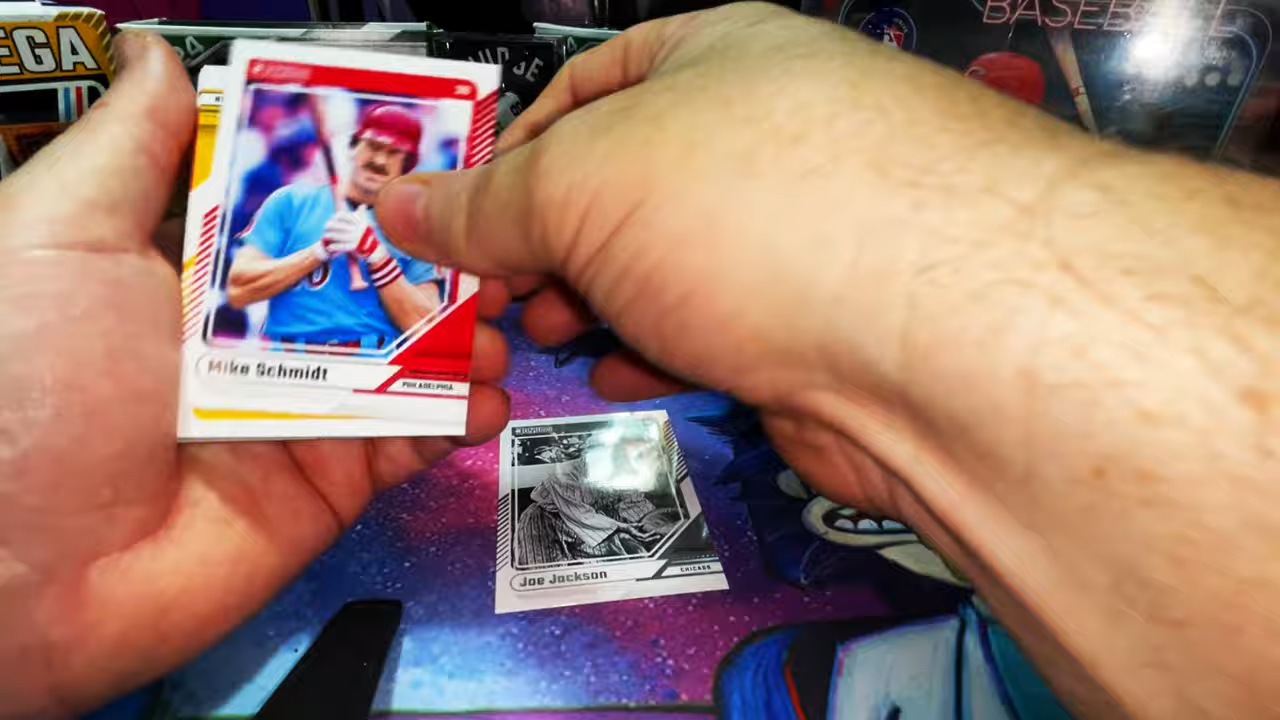 EGA
BASEBALL
Mike Schmidt
PHILADELPHIA
DONRUSS
Joe Jackson
CHICAGO